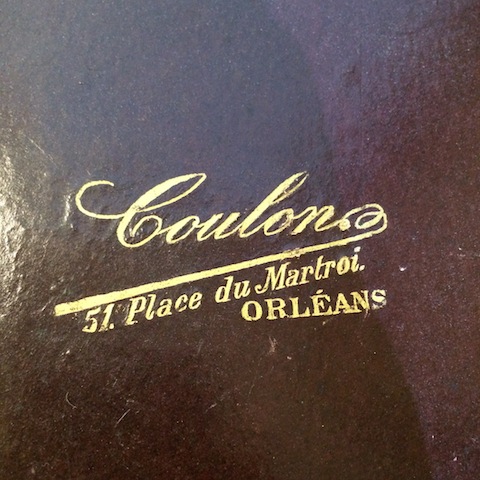 Coulon
51. Place du Martroi.
ORLÉANS